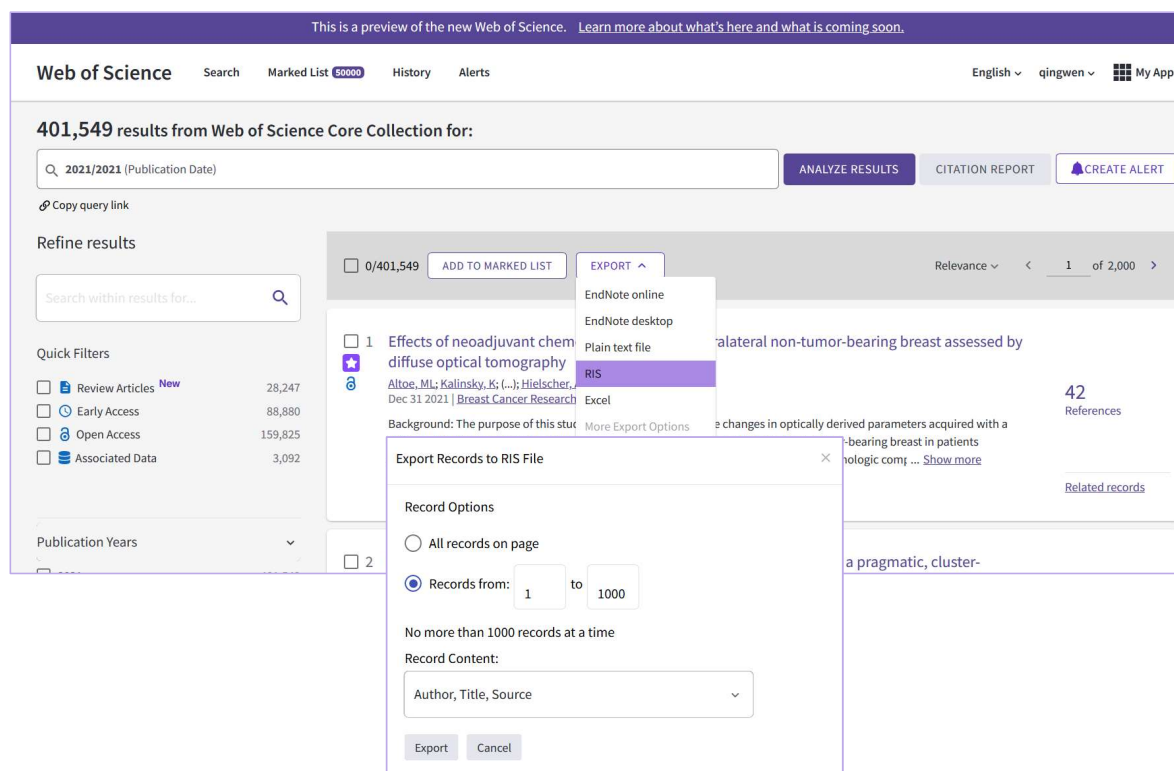 This is a preview of the new Web of Science. Learn more about what's here and what is coming soon.
Web of Science Search Marked List 50000 History Alerts English qingwen My App
401,549 results from Web of Science Core Collection for:
2021/2021 (Publication Date) ANALYZE RESULTS CITATION REPORT CREATE ALERT
Copy query link
Refine results
0/401,549 ADD TO MARKED LIST EXPORT Relevance < 1 of 2,000 >
Search within results for...
EndNote online
EndNote desktop
Plain text file
RIS
Excel
More Export Options
Quick Filters
Review Articles New 28,247
Early Access 88,880
Open Access 159,825
Associated Data 3,092
Publication Years
1 Effects of neoadjuvant chem ralateral non-tumor-bearing breast assessed by
diffuse optical tomography
Altoe, ML; Kalinsky, K; (...); Hielscher,
Dec 31 2021 | Breast Cancer Research
Background: The purpose of this stud e changes in optically derived parameters acquired with a
-bearing breast in patients
nologic comp ... Show more
42
References
Related records
2 a pragmatic, cluster-
Export Records to RIS File ×
Record Options
All records on page
Records from: 1 to 1000
No more than 1000 records at a time
Record Content:
Author, Title, Source
Export Cancel